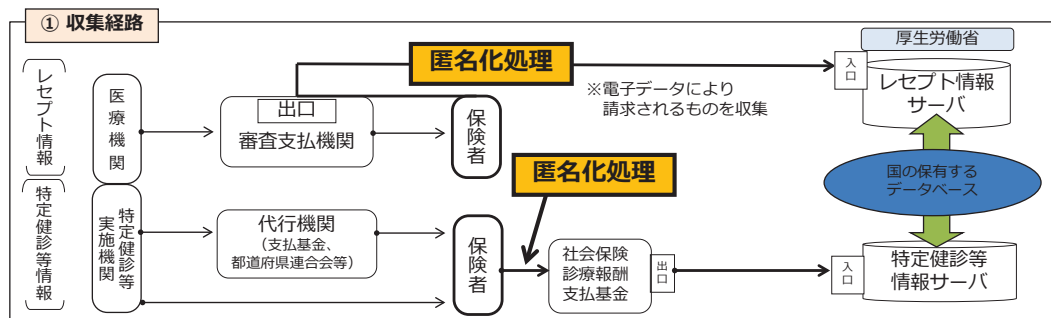 ① 収集経路
レセプト情報
医療機関
出口
審査支払機関
保険者
匿名化処理
※電子データにより
請求されるものを収集
厚生労働省
入口
レセプト情報
サーバ
国の保有する
データベース
特定健診等情報
特定健診等
実施機関
代行機関
（支払基金、
都道府県連合会等）
保険者
匿名化処理
社会保険
診療報酬
支払基金
出口
入口
特定健診等
情報サーバ